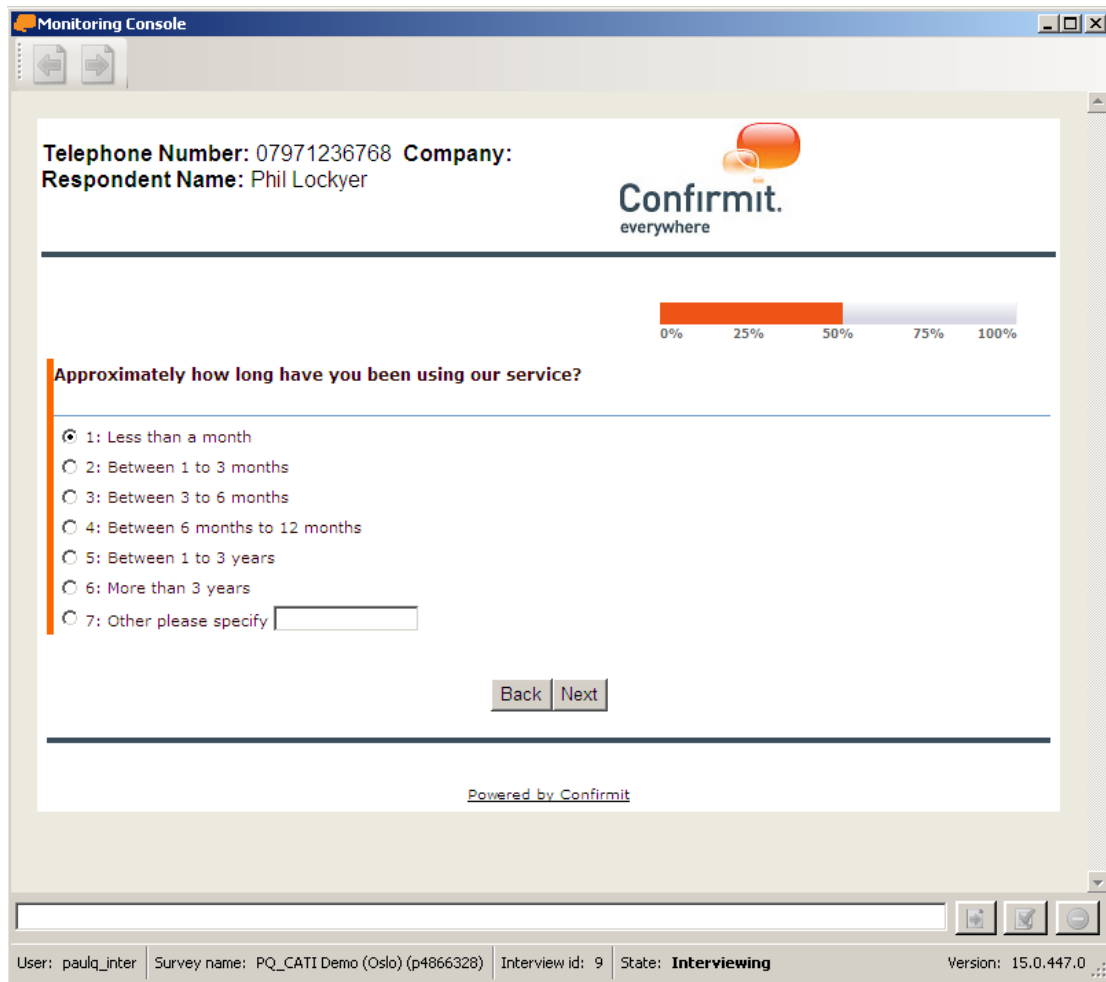 Monitoring Console
Telephone Number: 07971236768 Company:
Respondent Name: Phil Lockyer
Confirmit.
everywhere
0% 25% 50% 75% 100%
Approximately how long have you been using our service?
1: Less than a month
2: Between 1 to 3 months
3: Between 3 to 6 months
4: Between 6 months to 12 months
5: Between 1 to 3 years
6: More than 3 years
7: Other please specify
Back Next
Powered by Confirmit
User: paulq_inter Survey name: PQ_CATI Demo (Oslo) (p4866328) Interview id: 9 State: Interviewing Version: 15.0.447.0